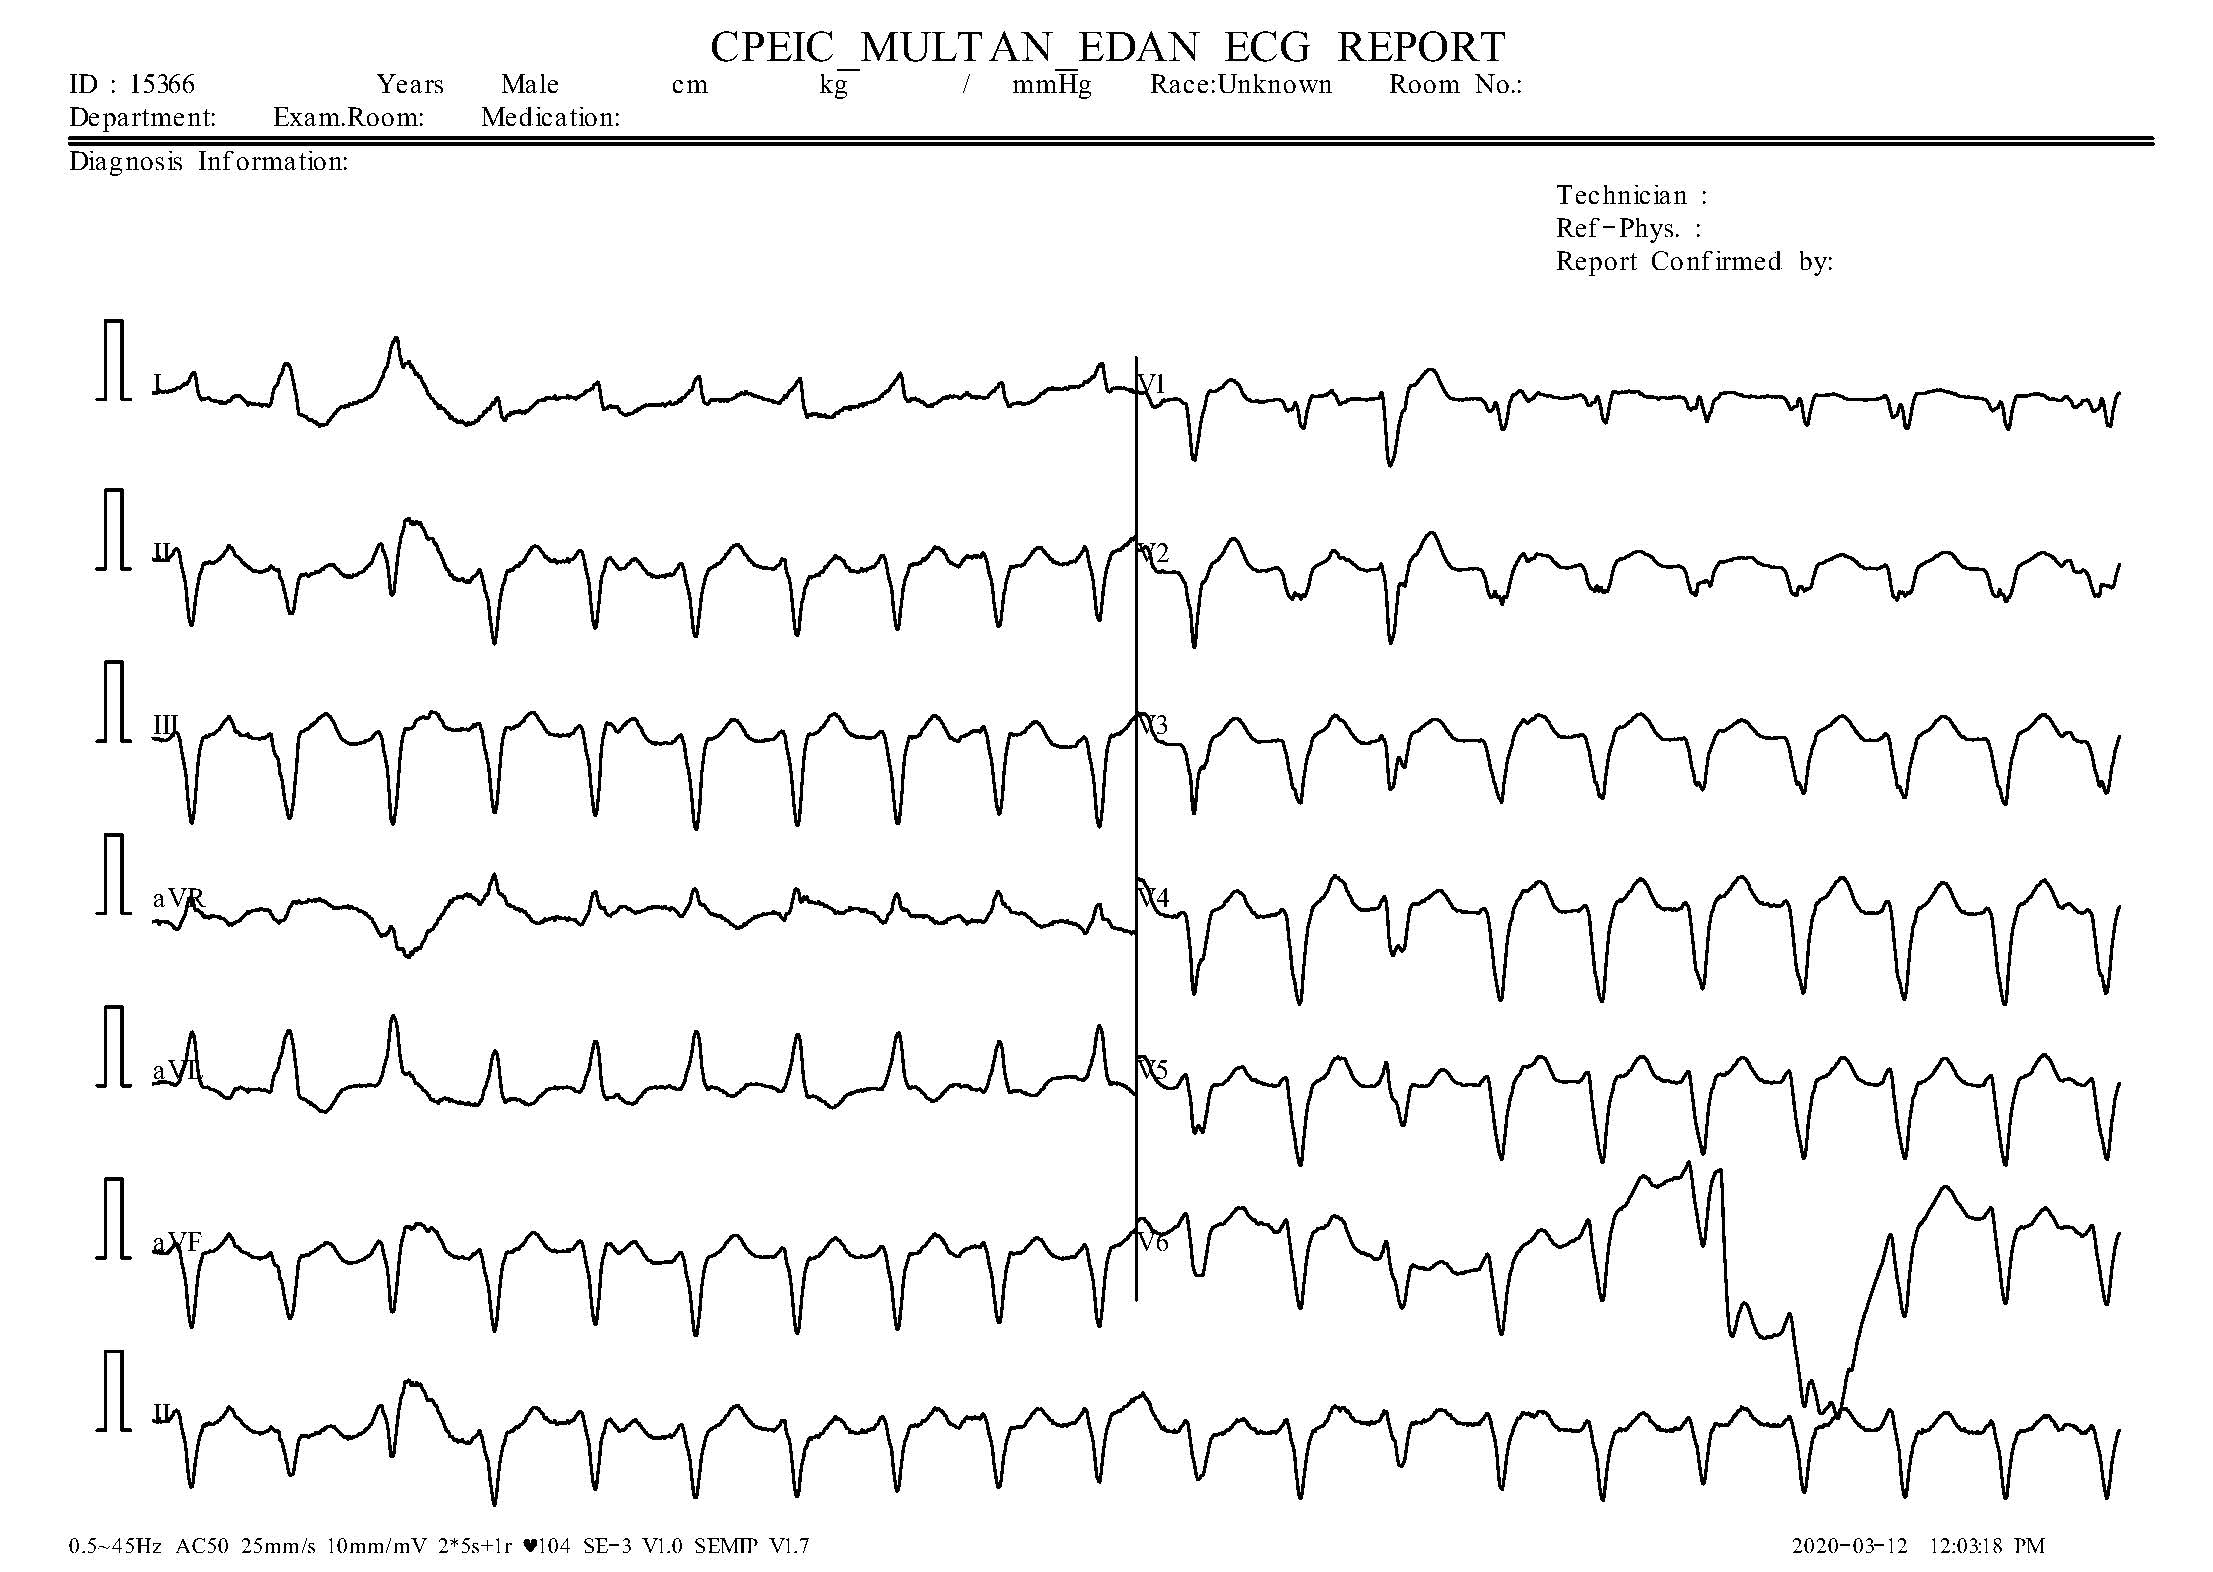 CPEIC_MULTAN_EDAN ECG REPORT
ID : 15366 Years Male cm kg / mmHg Race:Unknown Room No.:
Department: Exam.Room: Medication:
Diagnosis Information:
Technician :
Ref-Phys. :
Report Confirmed by:
I
V1
II
V2
III
V3
aVR
V4
aVL
V5
aVF
V6
II
0.5~45Hz AC50 25mm/s 10mm/mV 2*5s+1r ♥104 SE-3 V1.0 SEMIP V1.7 2020-03-12 12:03:18 PM